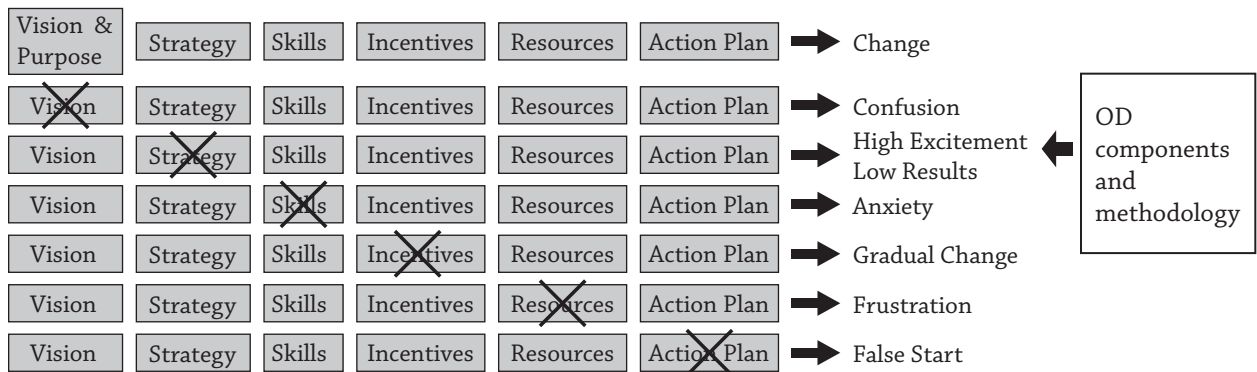 Vision & Purpose Strategy Skills Incentives Resources Action Plan Change
Vision Strategy Skills Incentives Resources Action Plan Confusion
Vision Strategy Skills Incentives Resources Action Plan High Excitement Low Results
Vision Strategy Skills Incentives Resources Action Plan Anxiety
Vision Strategy Skills Incentives Resources Action Plan Gradual Change
Vision Strategy Skills Incentives Resources Action Plan Frustration
Vision Strategy Skills Incentives Resources Action Plan False Start
OD
components
and
methodology